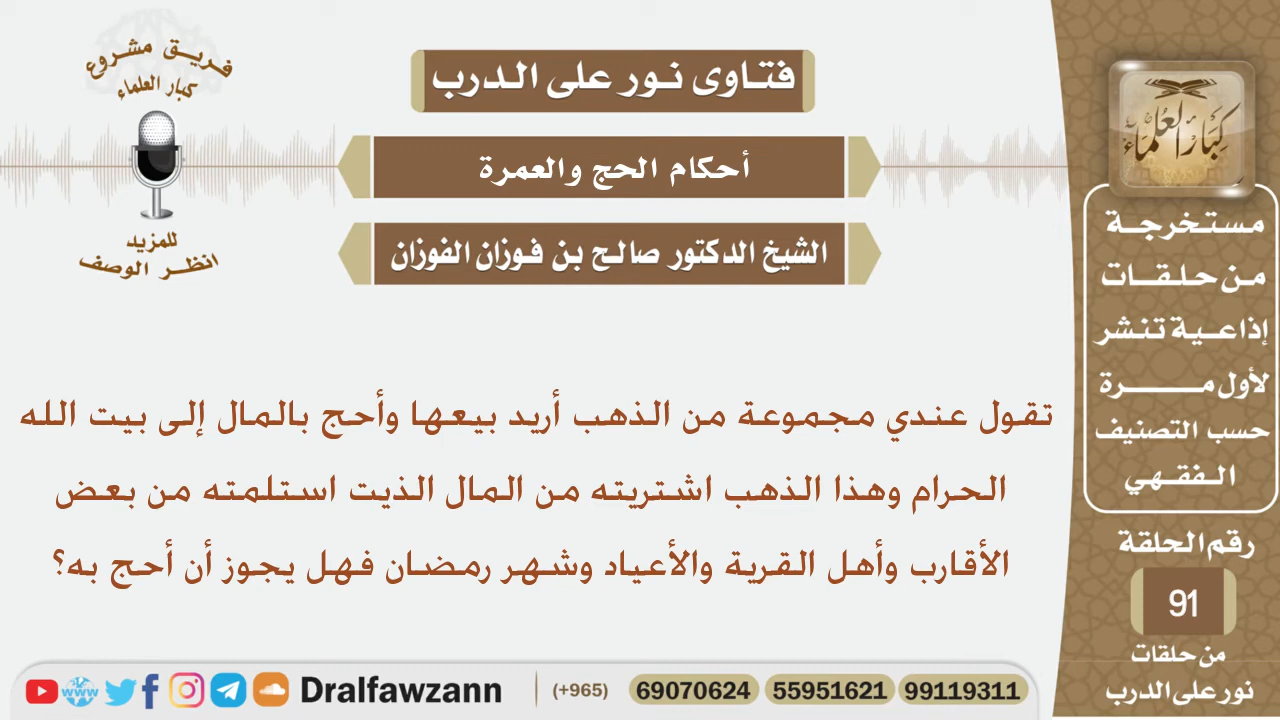 فتاوى نور على الدرب
أحكام الحج والعمرة
الشيخ الدكتور صالح بن فوزان الفوزان
فريق مشروع
كبار العلماء
للمزيد
انظر الوصف
تقول عندي مجموعة من الذهب أريد بيعها وأحج بالمال إلى بيت الله
الحرام وهذا الذهب اشتريته من المال الذيت استلمته من بعض
الأقارب وأهل القرية والأعياد وشهر رمضان فهل يجوز أن أحج به؟
كبار العلماء
مستخرجة
من حلقات
إذاعية تنشر
لأول مرة
حسب التصنيف
الفقهي
رقم الحلقة
91
من حلقات
نور على الدرب
www Dralfawzann (+965) 69070624 55951621 99119311